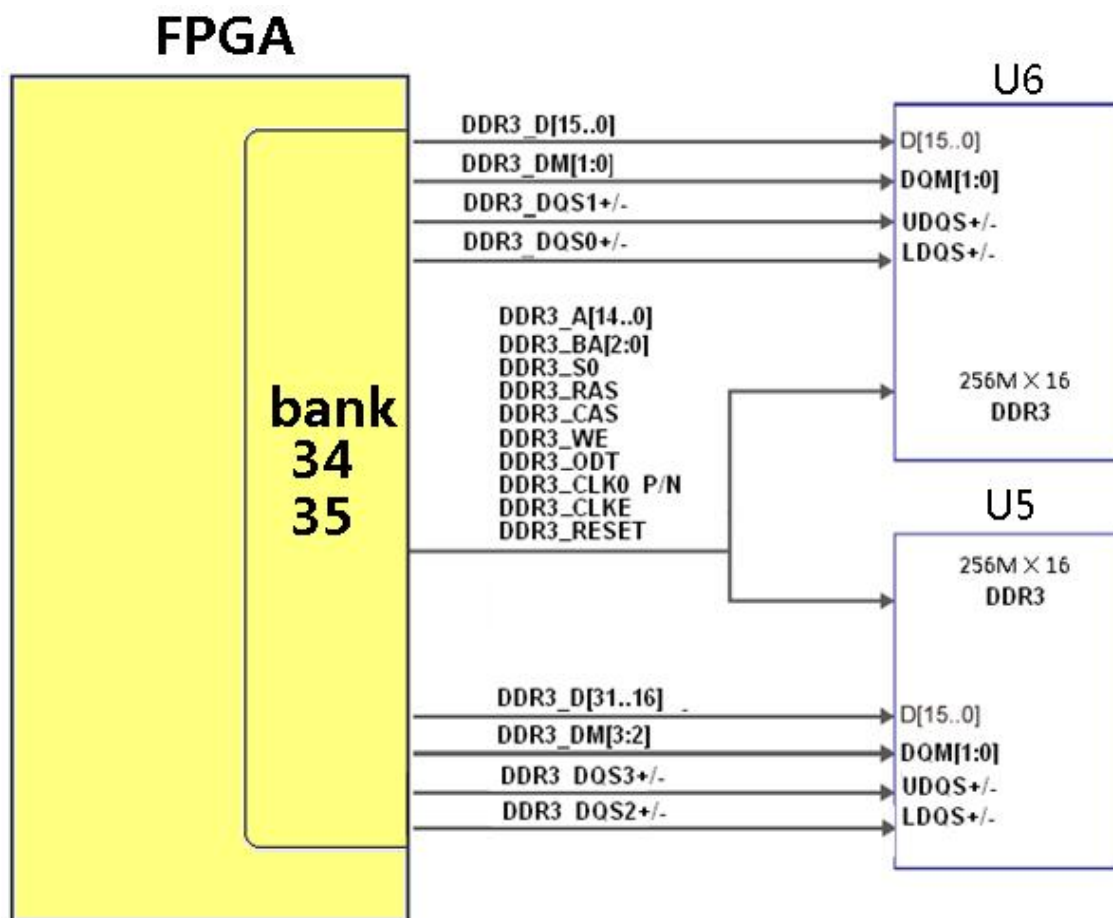 FPGA
bank
34
35
DDR3_D[15..0]
DDR3_DM[1:0]
DDR3_DQS1+/-
DDR3_DQS0+/-
DDR3_A[14..0]
DDR3_BA[2:0]
DDR3_S0
DDR3_RAS
DDR3_CAS
DDR3_WE
DDR3_ODT
DDR3_CLK0 P/N
DDR3_CLKE
DDR3_RESET
DDR3_D[31..16]
DDR3_DM[3:2]
DDR3 DQS3+/-
DDR3 DQS2+/-
U6
D[15..0]
DQM[1:0]
UDQS+/-
LDQS+/-
256M×16
DDR3
U5
256M×16
DDR3
D[15..0]
DQM[1:0]
UDQS+/-
LDQS+/-